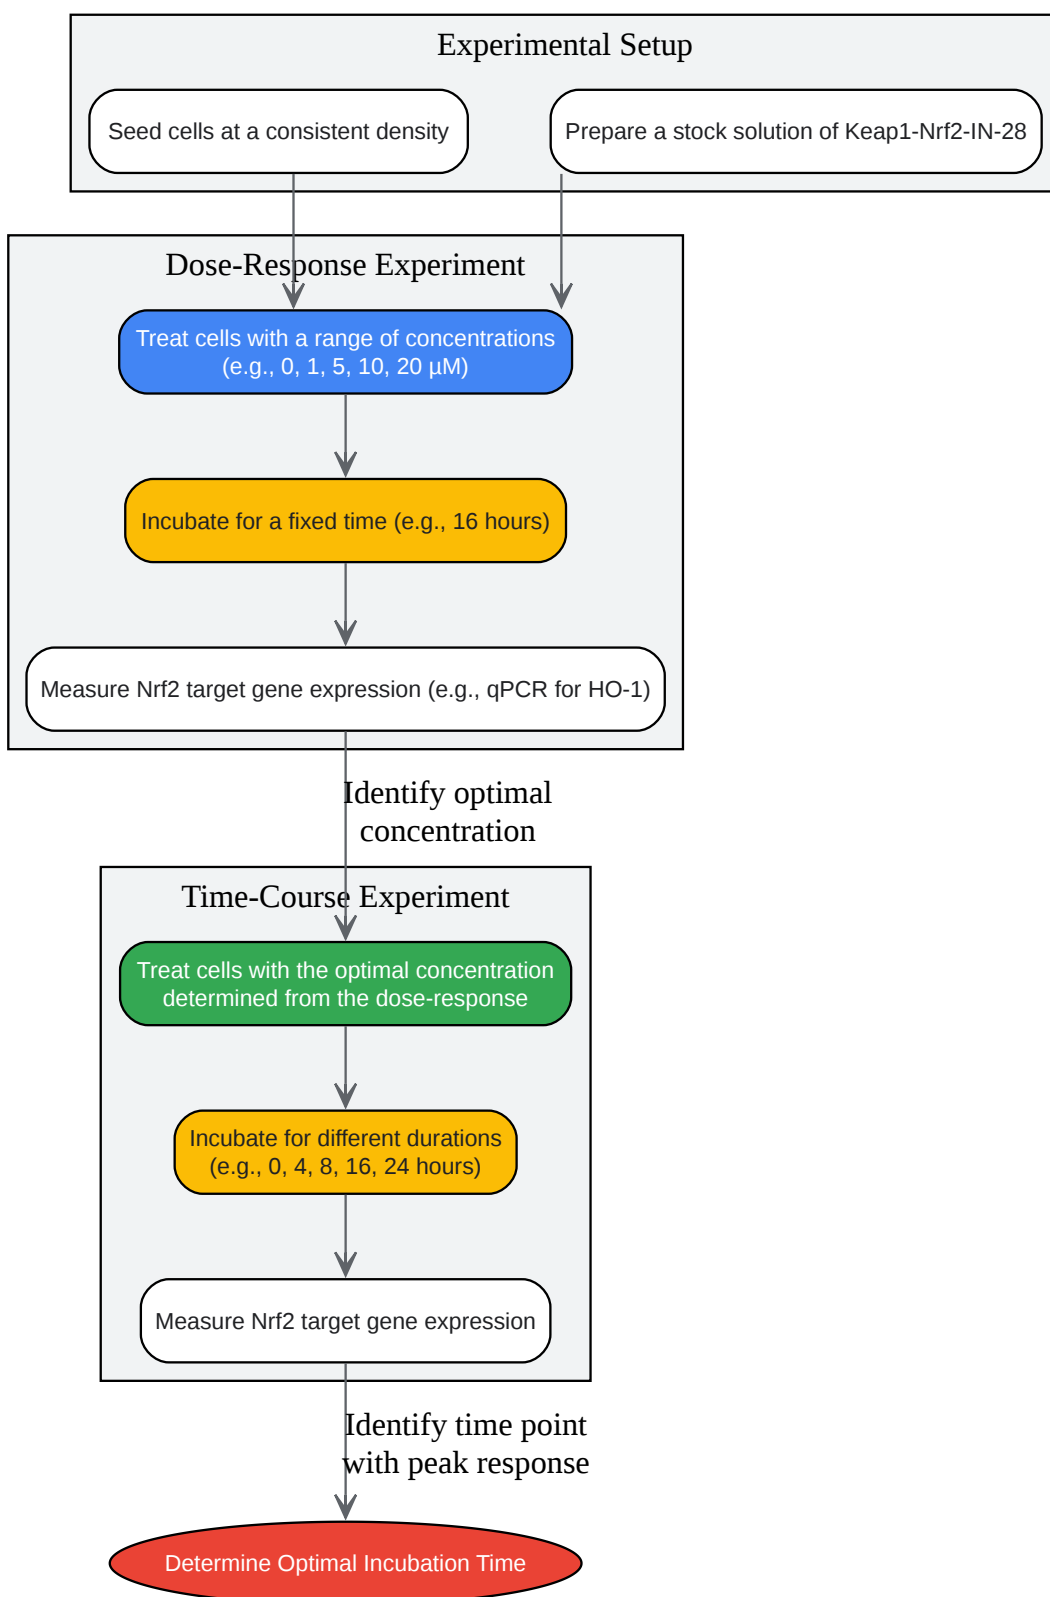 Experimental Setup
Seed cells at a consistent density
Prepare a stock solution of Keap1-Nrf2-IN-28
Dose-Response Experiment
Treat cells with a range of concentrations
(e.g., 0, 1, 5, 10, 20 µM)
Incubate for a fixed time (e.g., 16 hours)
Measure Nrf2 target gene expression (e.g., qPCR for HO-1)
Identify optimal
concentration
Time-Course Experiment
Treat cells with the optimal concentration
determined from the dose-response
Incubate for different durations
(e.g., 0, 4, 8, 16, 24 hours)
Measure Nrf2 target gene expression
Identify time point
with peak response
Determine Optimal Incubation Time